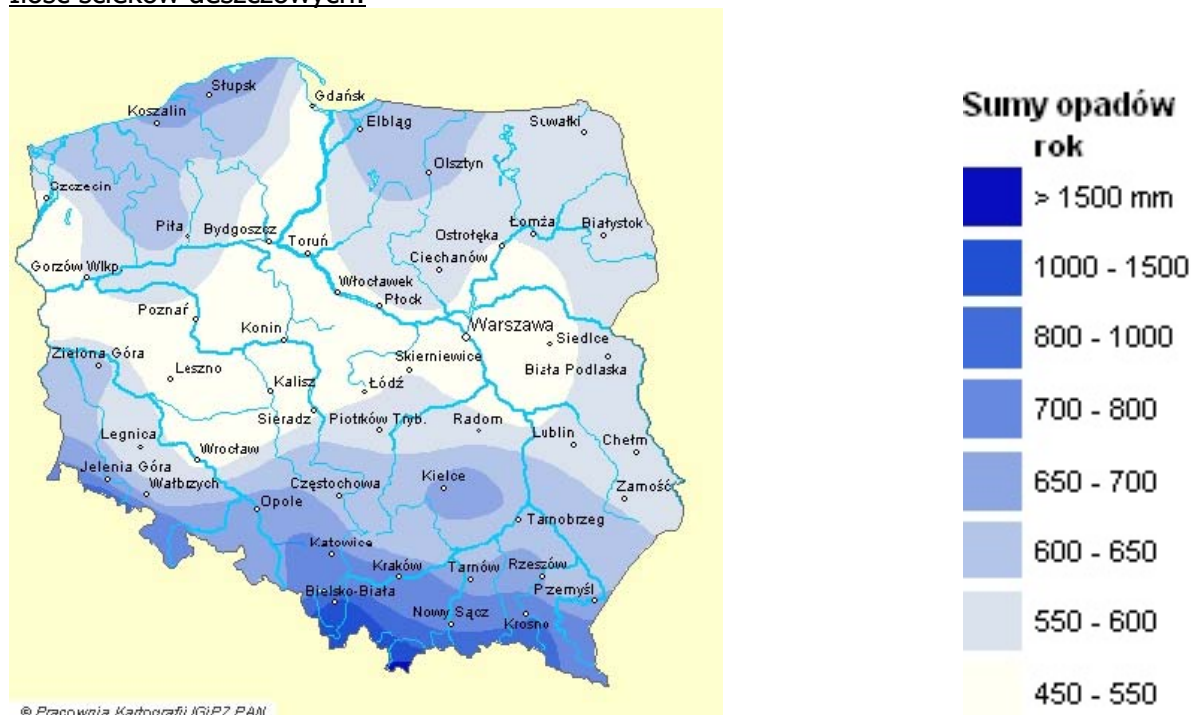 Ilość ścieków deszczowych:
Słupsk
Gdańsk
Koszalin
Elbląg
Suwałki
Olsztyn
Szczecin
Piła
Bydgoszcz
Toruń
Łomża
Białystok
Ostrołęka
Ciechanów
Gorzów Wlkp.
Włocławek
Płock
Poznań
Konin
Warszawa
Siedlce
Zielona Góra
Leszno
Skierniewice
Biała Podlaska
Kalisz
Łódź
Sieradz
Piotrków Tryb.
Radom
Legnica
Wrocław
Lublin
Chełm
Jelenia Góra
Wałbrzych
Częstochowa
Kielce
Zamość
Opole
Tarnobrzeg
Katowice
Kraków
Tarnów
Rzeszów
Bielsko-Biała
Przemyśl
Nowy Sącz
Krosno
© Pracownia Kartografii IGiPZ PAN
Sumy opadów
rok
> 1500 mm
1000 - 1500
800 - 1000
700 - 800
650 - 700
600 - 650
550 - 600
450 - 550